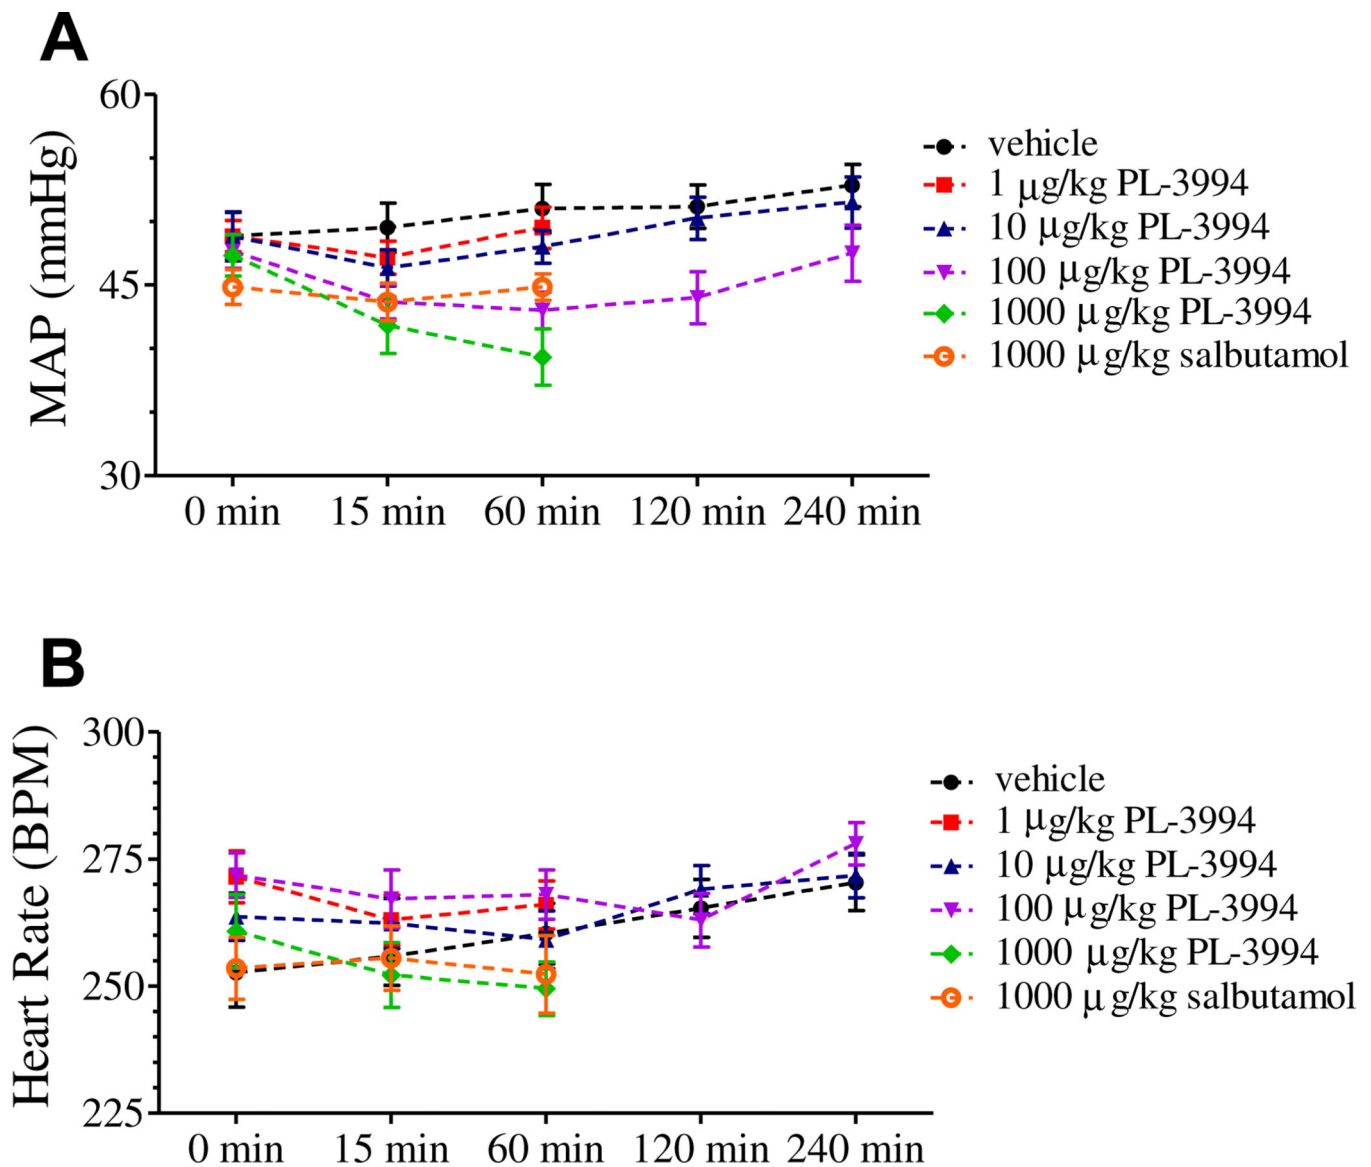 A
MAP (mmHg)
60
45
30
0 min 15 min 60 min 120 min 240 min
vehicle
1 μg/kg PL-3994
10 μg/kg PL-3994
100 μg/kg PL-3994
1000 μg/kg PL-3994
1000 μg/kg salbutamol
B
Heart Rate (BPM)
300
275
250
225
0 min 15 min 60 min 120 min 240 min
vehicle
1 μg/kg PL-3994
10 μg/kg PL-3994
100 μg/kg PL-3994
1000 μg/kg PL-3994
1000 μg/kg salbutamol